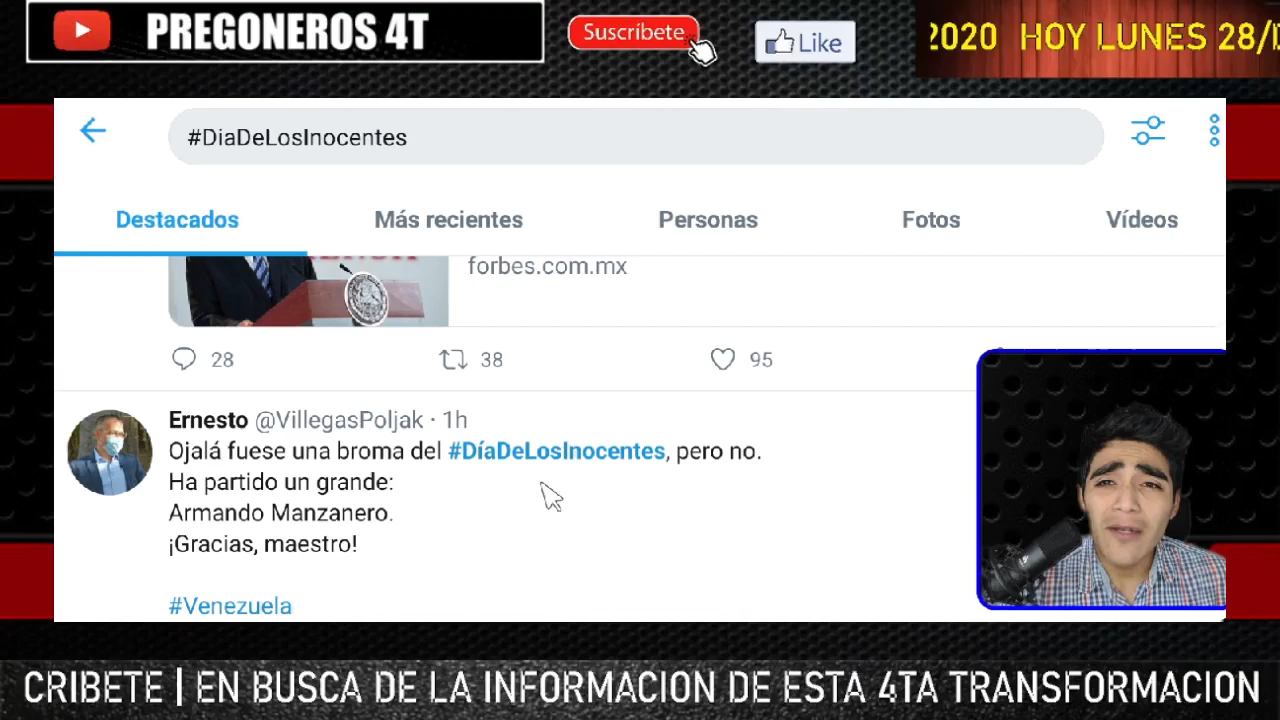 PREGONEROS 4T
Suscribete
Like
2020 HOY LUNES 28/
#DiaDeLosInocentes
Destacados
Más recientes
Personas
Fotos
Vídeos
forbes.com.mx
28
38
95
Ernesto @VillegasPoljak · 1h
Ojalá fuese una broma del #DíaDeLosInocentes, pero no.
Ha partido un grande:
Armando Manzanero.
¡Gracias, maestro!
#Venezuela
CRIBETE | EN BUSCA DE LA INFORMACION DE ESTA 4TA TRANSFORMACION